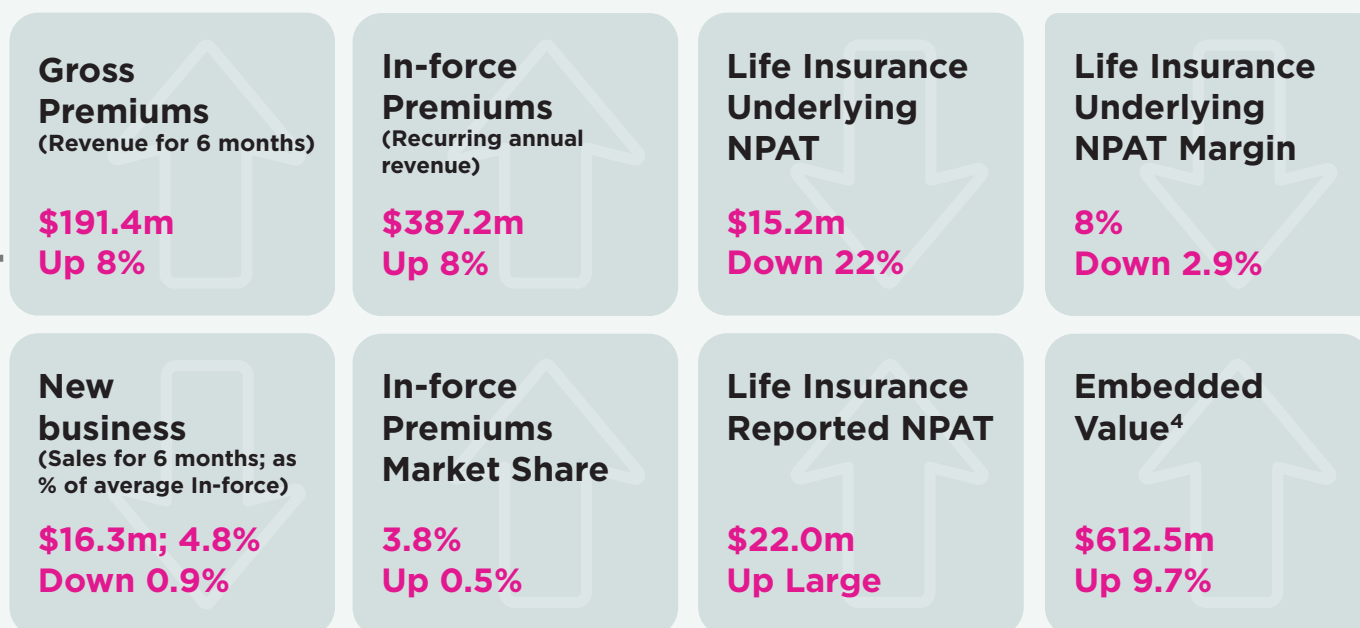 Gross
Premiums
(Revenue for 6 months)
$191.4m
Up 8%
In-force
Premiums
(Recurring annual
revenue)
$387.2m
Up 8%
Life Insurance
Underlying
NPAT
$15.2m
Down 22%
Life Insurance
Underlying
NPAT Margin
8%
Down 2.9%
New
business
(Sales for 6 months; as
% of average In-force)
$16.3m; 4.8%
Down 0.9%
In-force
Premiums
Market Share
3.8%
Up 0.5%
Life Insurance
Reported NPAT
$22.0m
Up Large
Embedded
Value⁴
$612.5m
Up 9.7%